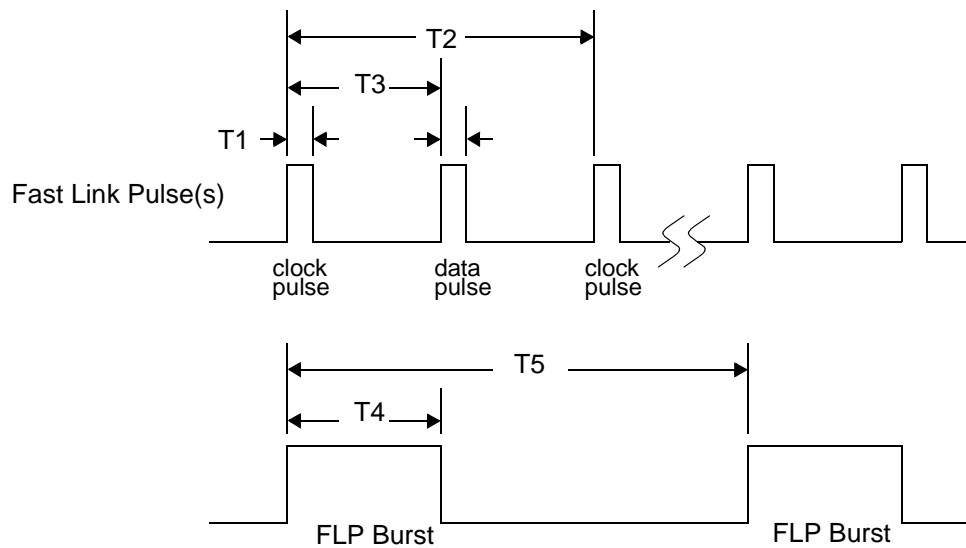 T2
T3
T1
Fast Link Pulse(s)
clock
pulse
data
pulse
clock
pulse
T5
T4
FLP Burst
FLP Burst